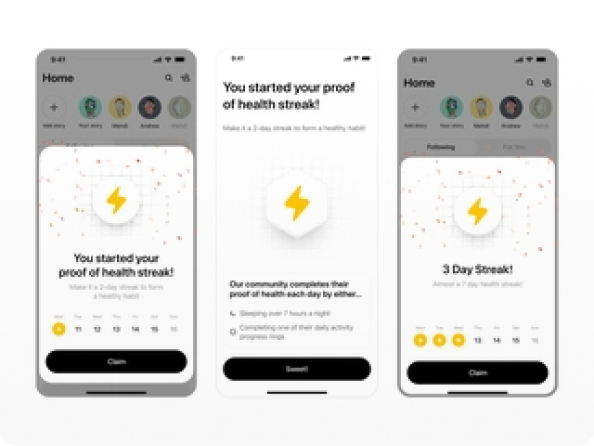 9:41
Home
Add story
Your story
Mehdi
Andrew
You started your
proof of health streak!
Make it a 2-day streak to form
a healthy habit
Mon Tue Wed Thu Fri Sat Sun
11 12 13 14 15 16
Claim
9:41
You started your proof
of health streak!
Make it a 2-day streak to form a healthy habit!
Our community completes their
proof of health each day by either...
Sleeping over 7 hours a night
Completing one of their daily activity
progress rings
Sweet!
9:41
Home
Add story
Your story
Mehdi
Andrew
Following
For You
3 Day Streak!
Almost a 7 day health streak!
Mon Tue Wed Thu Fri Sat Sun
13 14 15 16
Claim